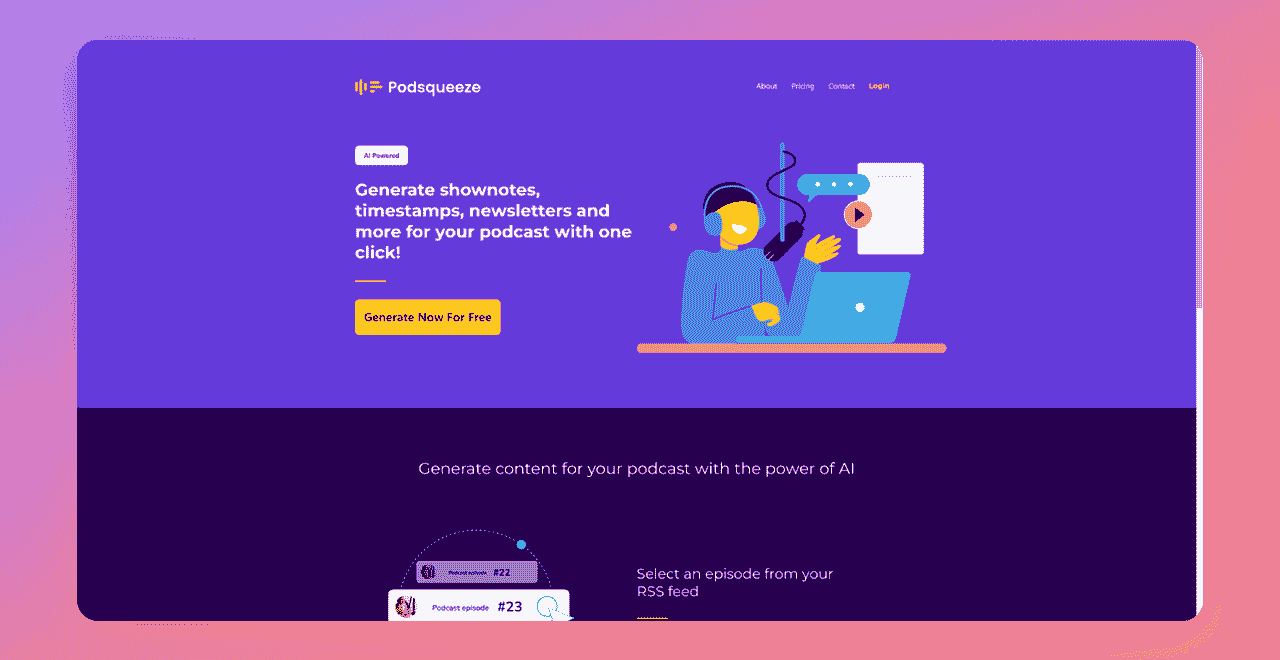 Podsqueeze
About Pricing Contact Login
AI Powered
Generate shownotes,
timestamps, newsletters and
more for your podcast with one
click!
Generate Now For Free
Generate content for your podcast with the power of AI
Podcast episode #22
Podcast episode #23
Select an episode from your
RSS feed